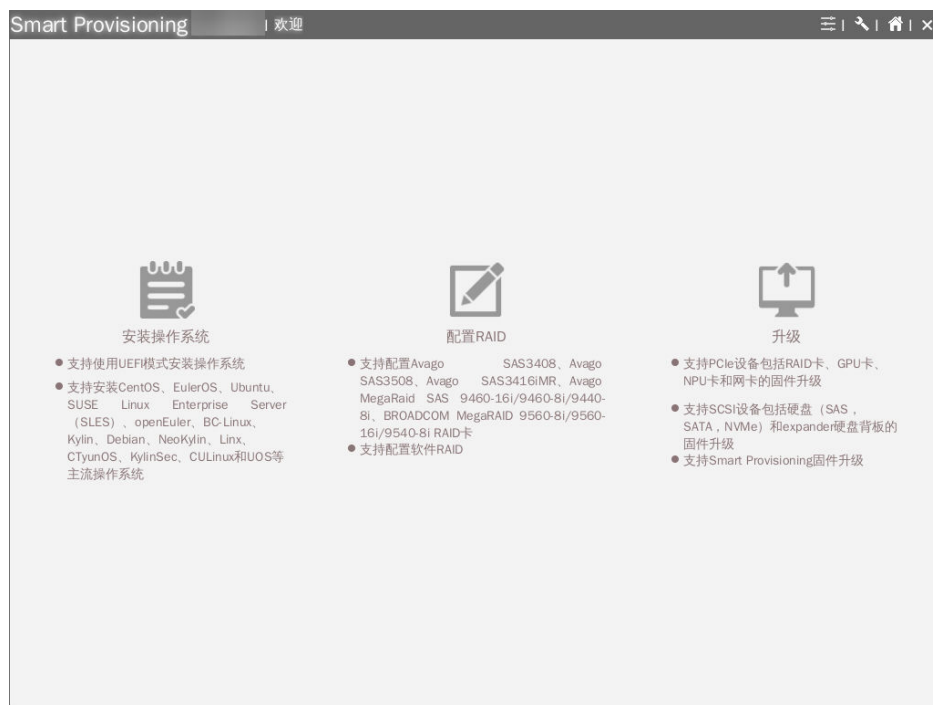 Smart Provisioning
欢迎
安装操作系统
支持使用UEFI模式安装操作系统
支持安装CentOS、EulerOS、Ubuntu、
SUSE Linux Enterprise Server
（SLES）、openEuler、BC-Linux、
Kylin、Debian、NeoKylin、Linx、
CTyunOS、KylinSec、CULinux和UOS等
主流操作系统
配置RAID
支持配置Avago SAS3408、Avago
SAS3508、Avago SAS3416iMR、Avago
MegaRaid SAS 9460-16i/9460-8i/9440-
8i、BROADCOM MegaRAID 9560-8i/9560-
16i/9540-8i RAID卡
支持配置软件RAID
升级
支持PCIe设备包括RAID卡、GPU卡、
NPU卡和网卡的固件升级
支持SCSI设备包括硬盘（SAS，
SATA，NVMe）和expander硬盘背板的
固件升级
支持Smart Provisioning固件升级